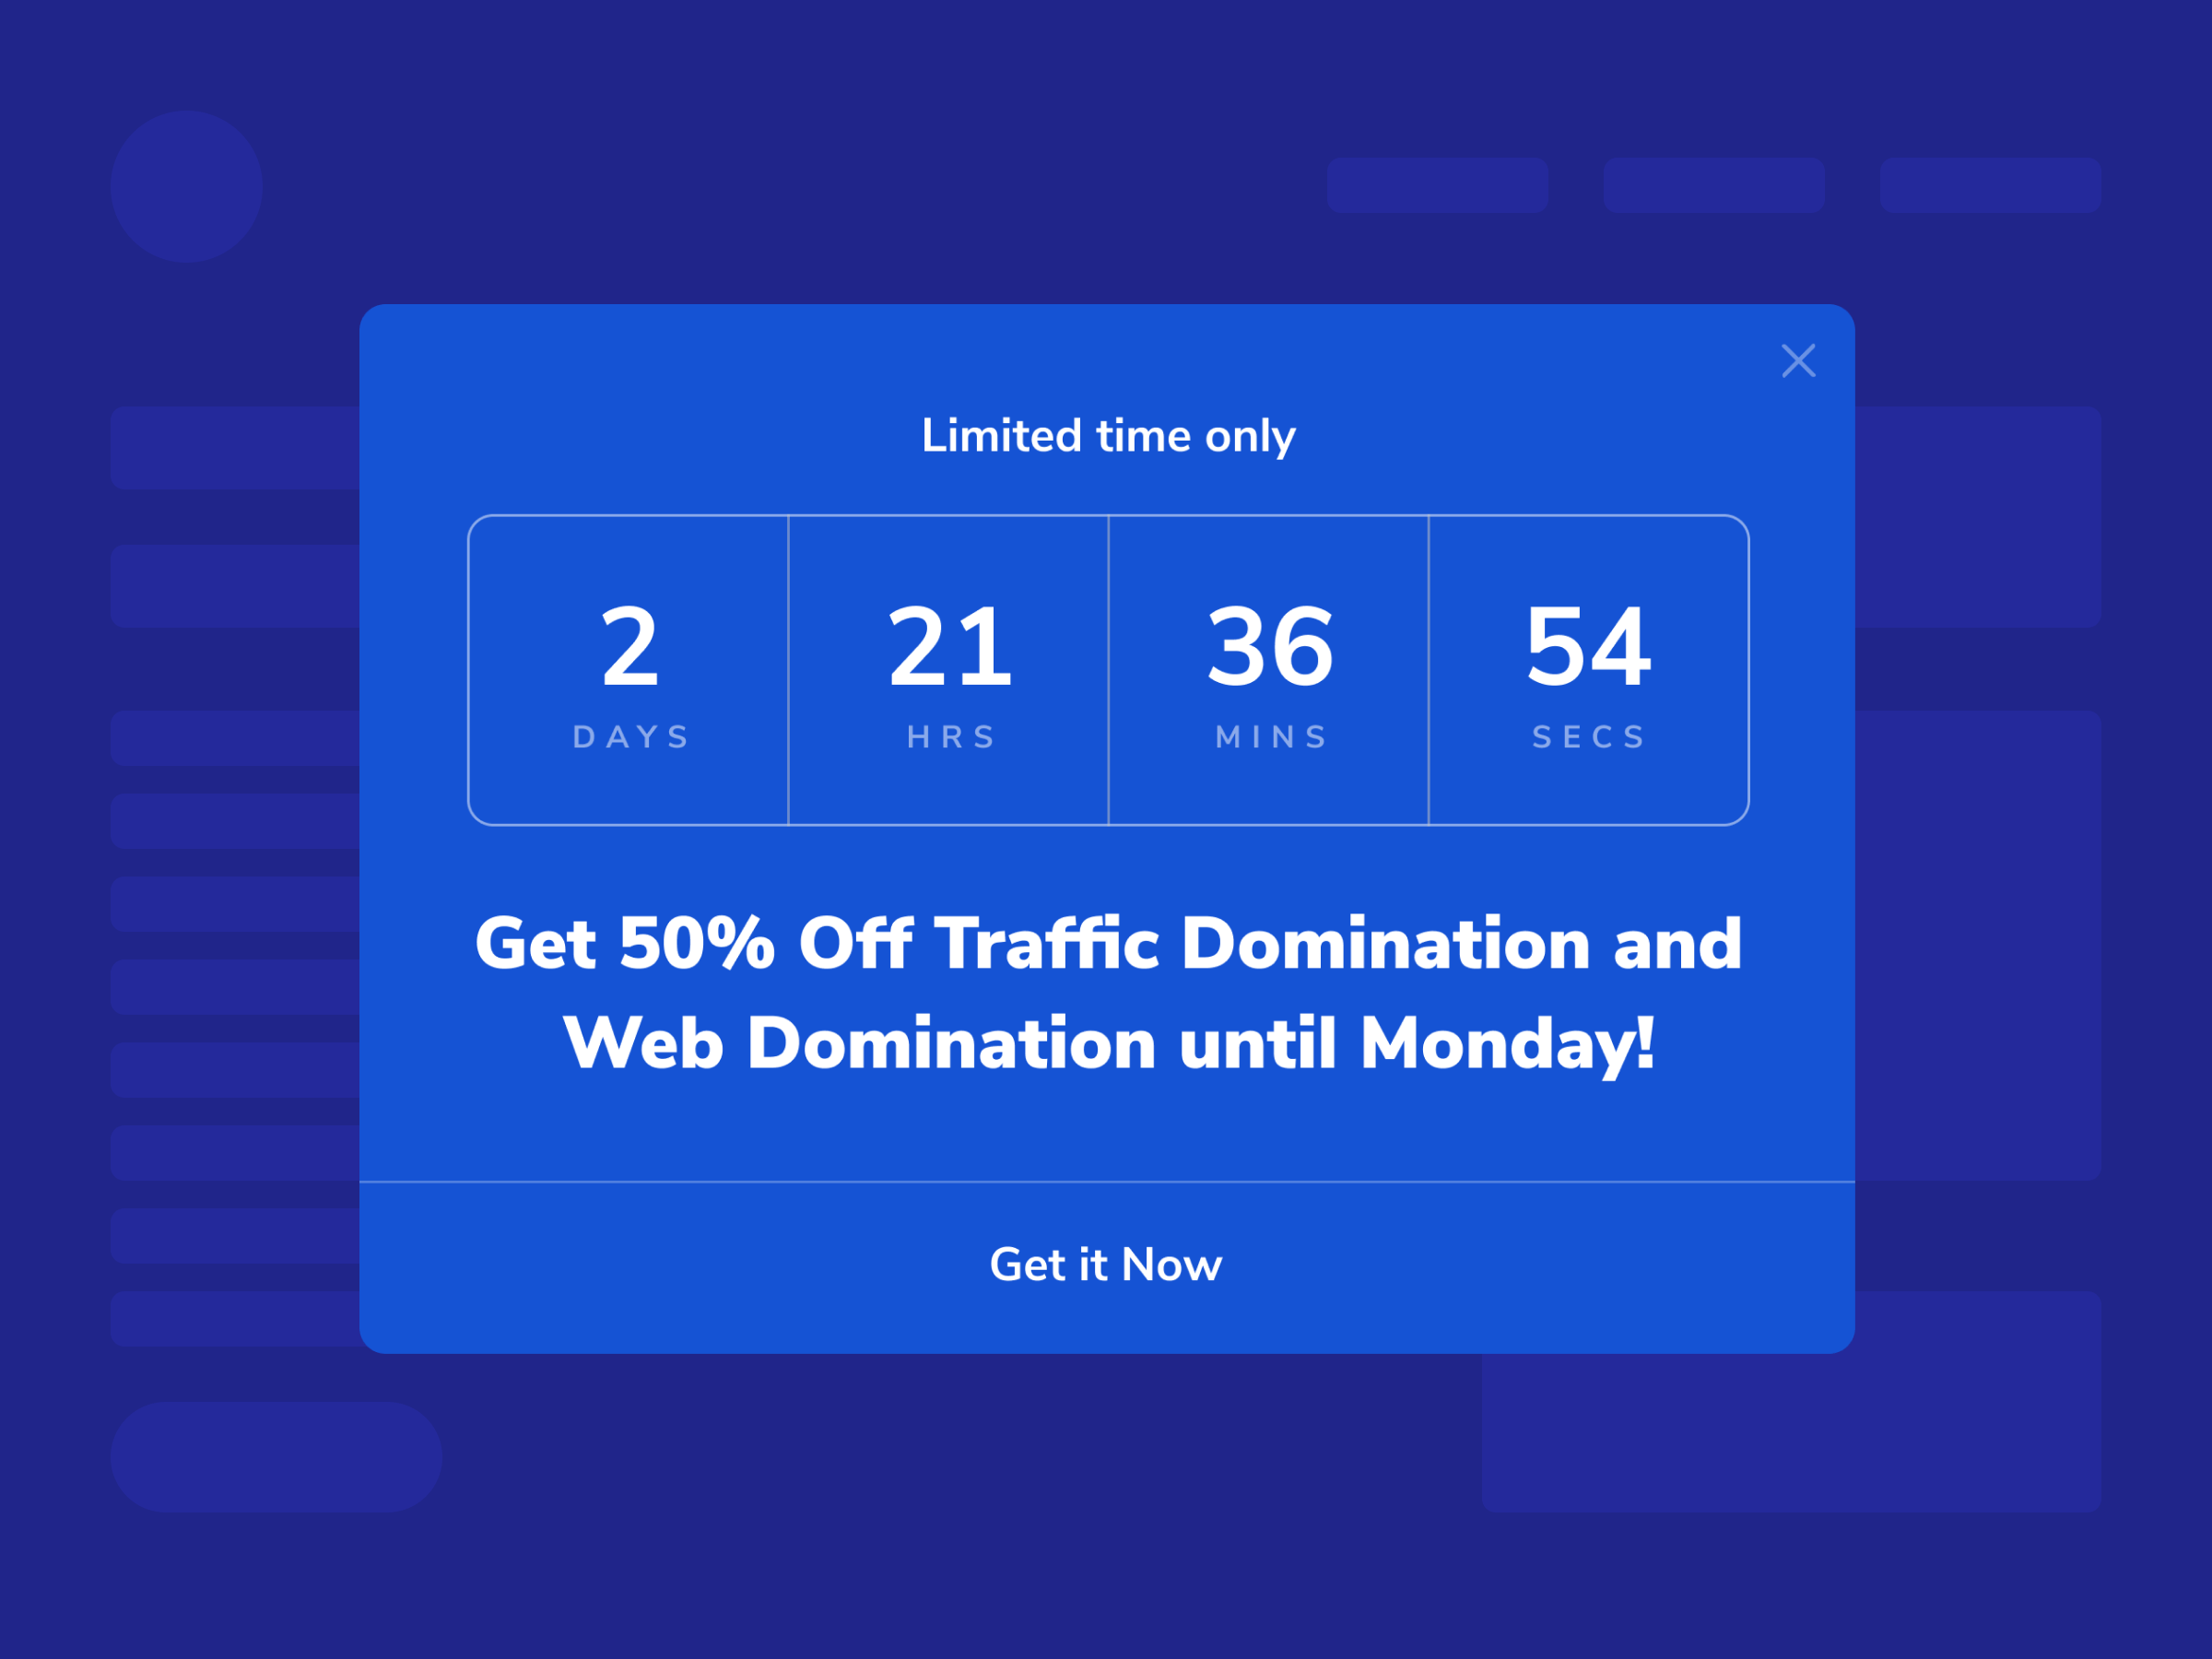 Limited time only
2 21 36 54
DAYS HRS MINS SECS
Get 50% Off Traffic Domination and
Web Domination until Monday!
Get it Now